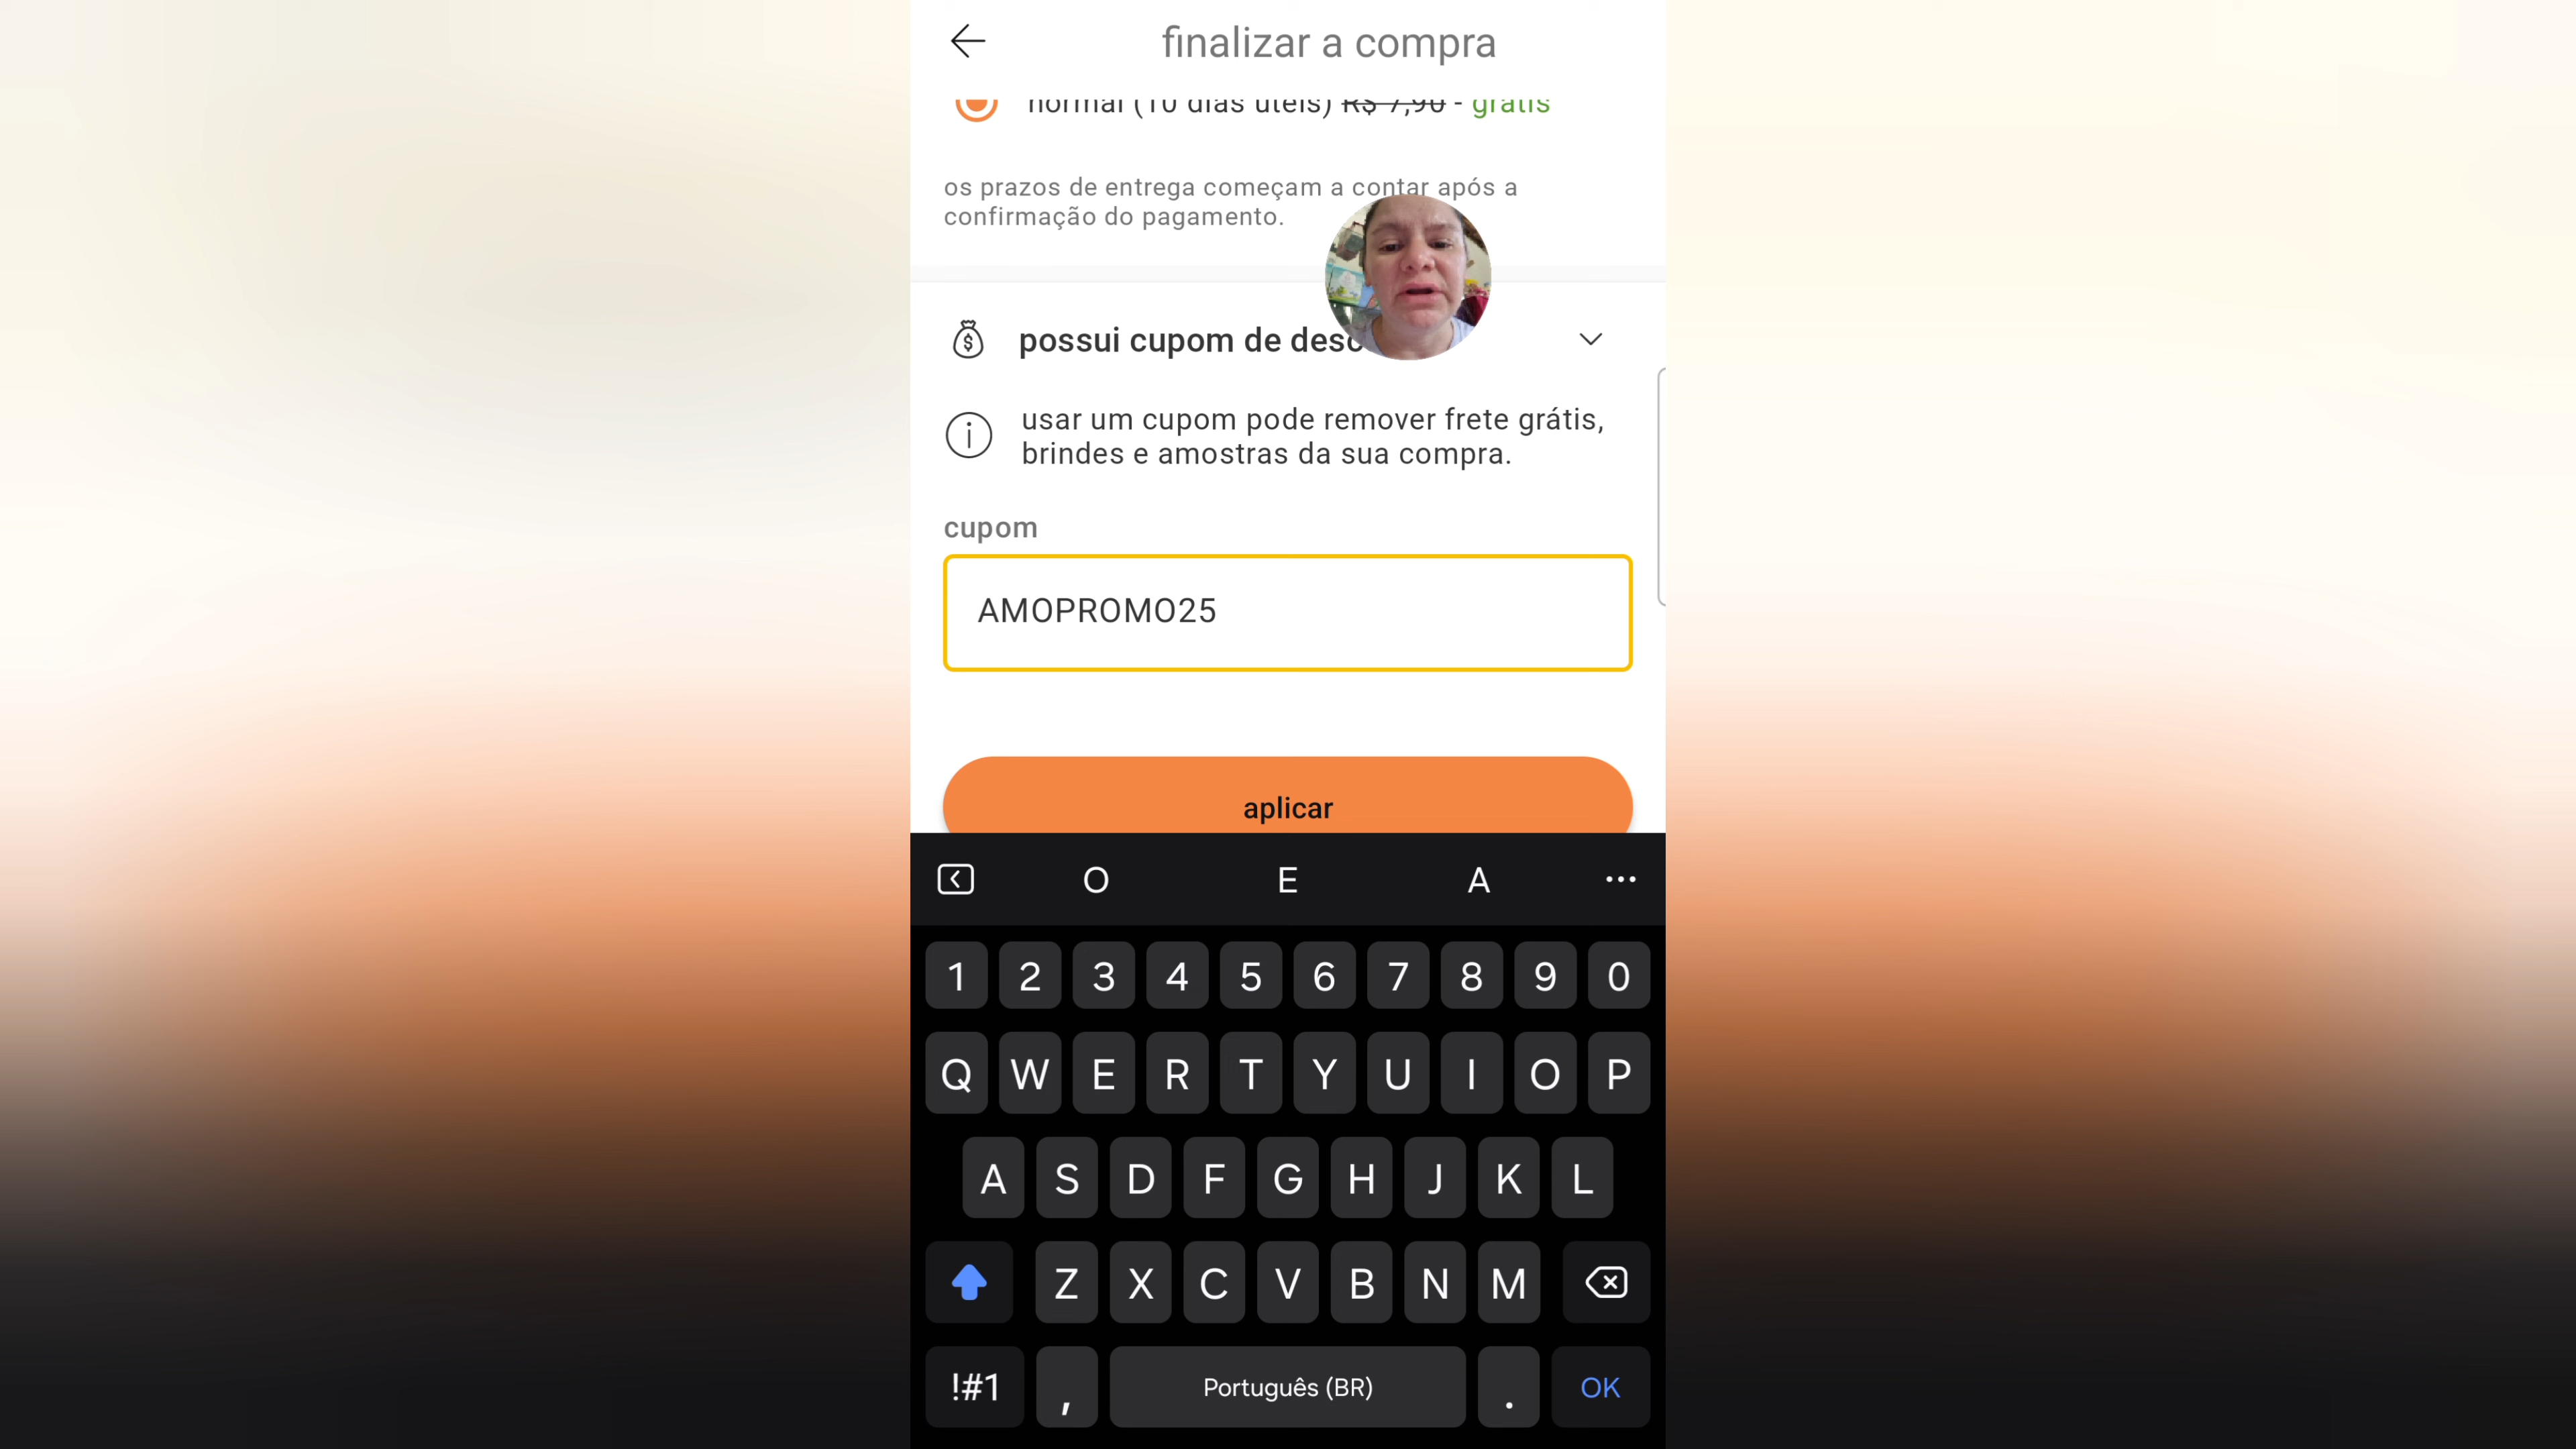 finalizar a compra
normal (10 dias úteis) R$ 7,90 - grátis
os prazos de entrega começam a contar após a
confirmação do pagamento.
possui cupom de desc
usar um cupom pode remover frete grátis,
brindes e amostras da sua compra.
cupom
AMOPROMO25
aplicar
O E A ...
1 2 3 4 5 6 7 8 9 0
Q W E R T Y U I O P
A S D F G H J K L
Z X C V B N M
!#1 , Português (BR) . OK